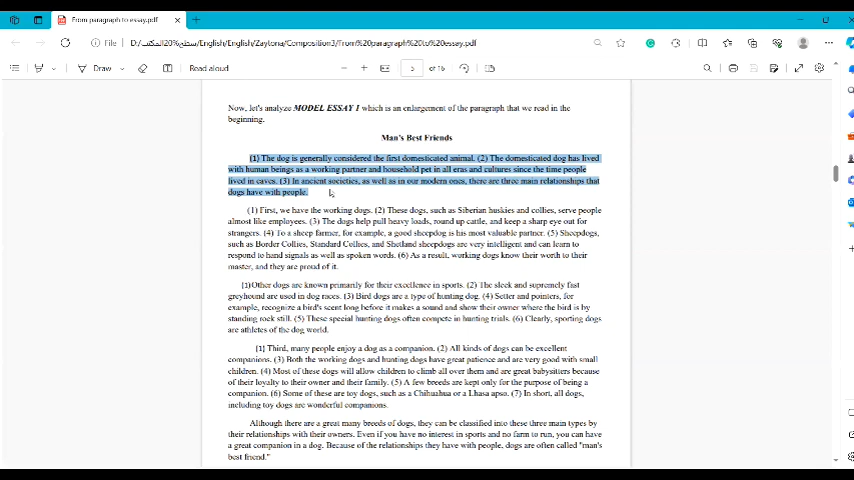 From paragraph to essay.pdf
File
D:/سطح%20المكتب/English/English/Zaytona/Composition3/From%20paragraph%20to%20essay.pdf
Draw
Read aloud
5
of 16
Now, let's analyze MODEL ESSAY 1 which is an enlargement of the paragraph that we read in the
beginning.
Man's Best Friends
(1) The dog is generally considered the first domesticated animal. (2) The domesticated dog has lived
with human beings as a working partner and household pet in all eras and cultures since the time people
lived in caves. (3) In ancient societies, as well as in our modern ones, there are three main relationships that
dogs have with people.
(1) First, we have the working dogs. (2) These dogs, such as Siberian huskies and collies, serve people
almost like employees. (3) The dogs help pull heavy loads, round up cattle, and keep a sharp eye out for
strangers. (4) To a sheep farmer, for example, a good sheepdog is his most valuable partner. (5) Sheepdogs,
such as Border Collies, Standard Collies, and Shetland sheepdogs are very intelligent and can learn to
respond to hand signals as well as spoken words. (6) As a result, working dogs know their worth to their
master, and they are proud of it.
(1)Other dogs are known primarily for their excellence in sports. (2) The sleek and supremely fast
greyhound are used in dog races. (3) Bird dogs are a type of hunting dog. (4) Setter and pointers, for
example, recognize a bird's scent long before it makes a sound and show their owner where the bird is by
standing rock still. (5) These special hunting dogs often compete in hunting trials. (6) Clearly, sporting dogs
are athletes of the dog world.
(1) Third, many people enjoy a dog as a companion. (2) All kinds of dogs can be excellent
companions. (3) Both the working dogs and hunting dogs have great patience and are very good with small
children. (4) Most of these dogs will allow children to climb all over them and are great babysitters because
of their loyalty to their owner and their family. (5) A few breeds are kept only for the purpose of being a
companion. (6) Some of these are toy dogs, such as a Chihuahua or a Lhasa apso. (7) In short, all dogs,
including toy dogs are wonderful companions.
Although there are a great many breeds of dogs, they can be classified into these three main types by
their relationships with their owners. Even if you have no interest in sports and no farm to run, you can have
a great companion in a dog. Because of the relationships they have with people, dogs are often called "man's
best friend."